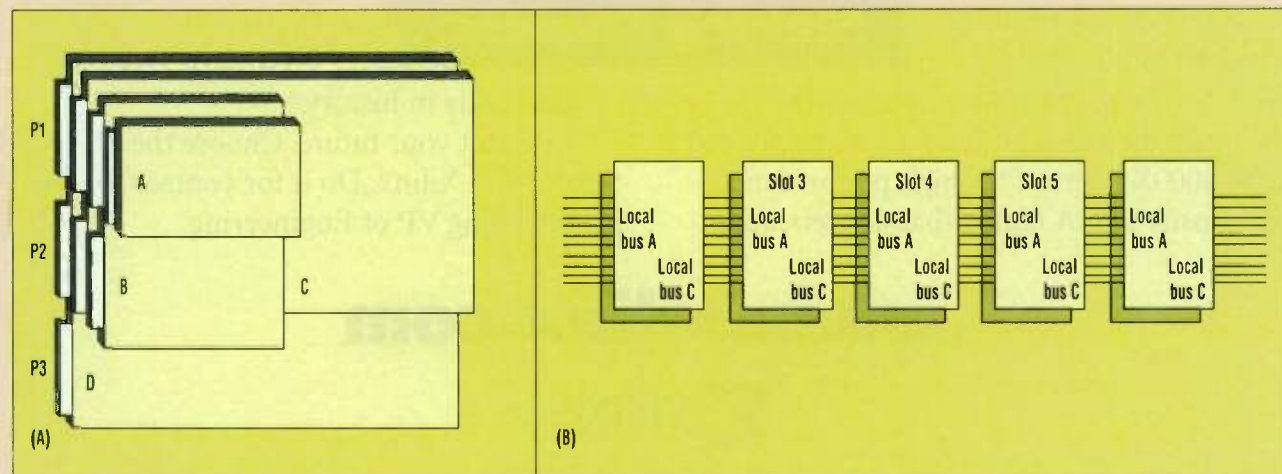 P1
A
P2
B
C
P3
D
(A)
Slot 3
Slot 4
Slot 5
Local
bus A
Local
bus C
Local
bus A
Local
bus C
Local
bus A
Local
bus C
Local
bus A
Local
bus C
Local
bus A
Local
bus C
(B)